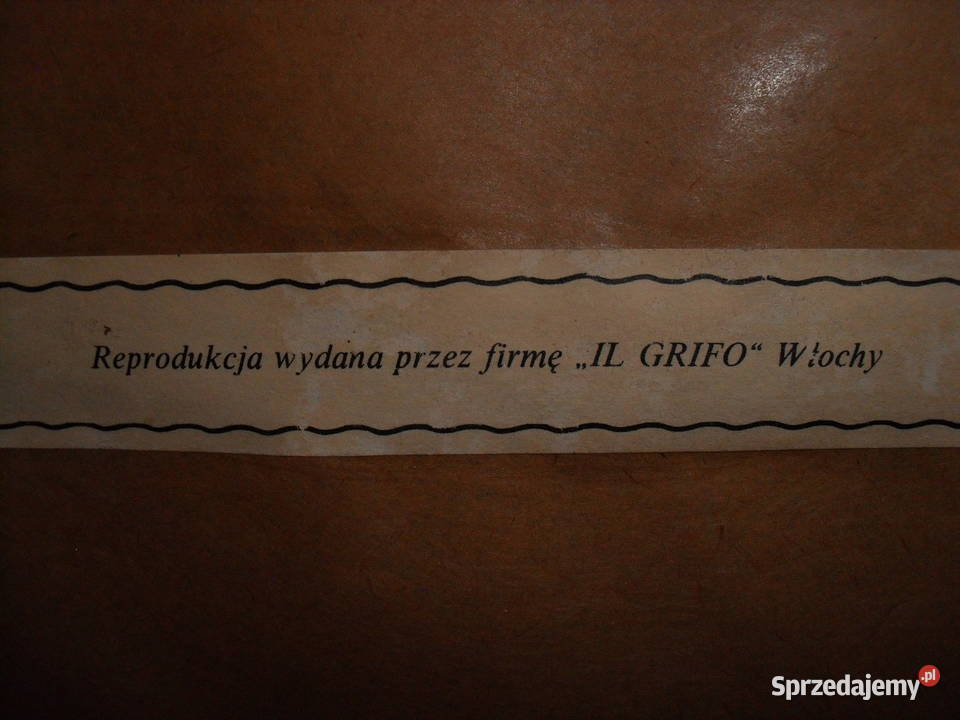 Reprodukcja wydana przez firmę „IL GRIFO“ Włochy
Sprzedajemy.pl